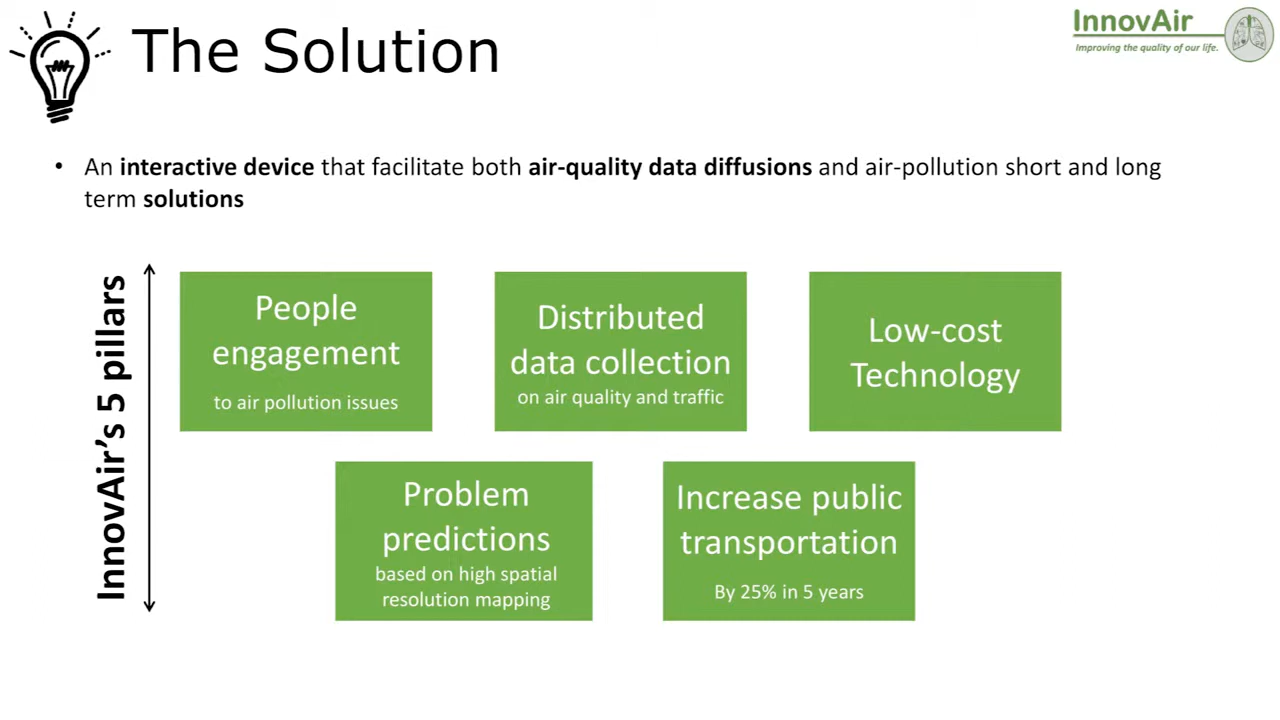 The Solution
InnovAir
Improving the quality of our life.
• An interactive device that facilitate both air-quality data diffusions and air-pollution short and long
term solutions
InnovAir's 5 pillars
People
engagement
to air pollution issues
Distributed
data collection
on air quality and traffic
Low-cost
Technology
Problem
predictions
based on high spatial
resolution mapping
Increase public
transportation
By 25% in 5 years